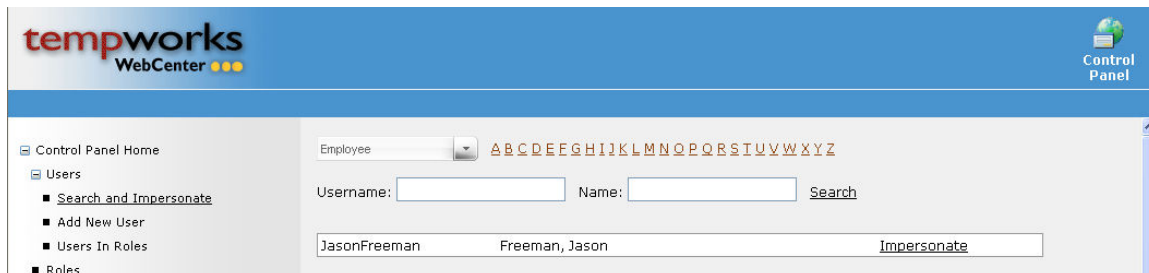 tempworks
WebCenter
Control
Panel
Control Panel Home
Users
Search and Impersonate
Add New User
Users In Roles
Roles
Employee
A B C D E F G H I J K L M N O P Q R S T U V W X Y Z
Username:
Name:
Search
JasonFreeman
Freeman, Jason
Impersonate